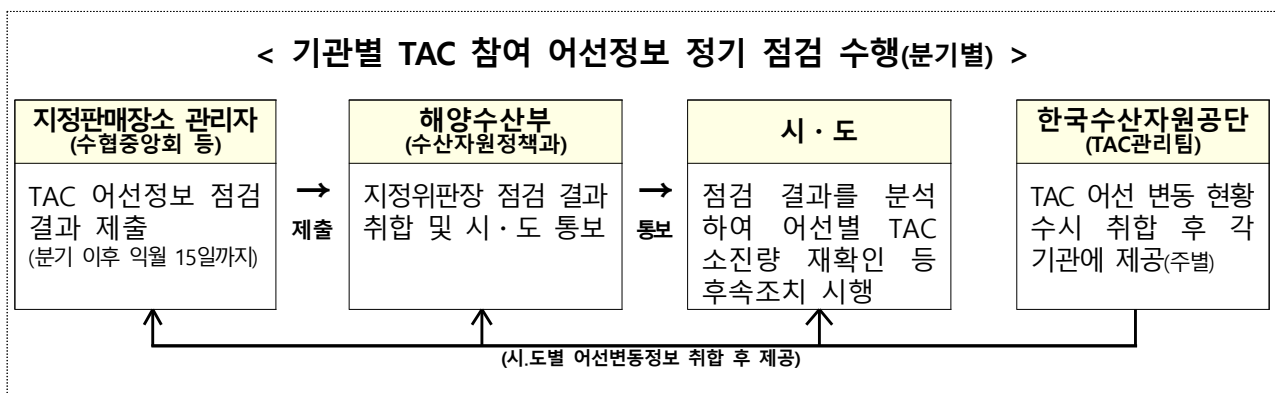 < 기관별 TAC 참여 어선정보 정기 점검 수행(분기별) >
지정판매장소 관리자
(수협중앙회 등)
TAC 어선정보 점검
결과 제출
(분기 이후 익월 15일까지)
→
제출
해양수산부
(수산자원정책과)
지정위판장 점검 결과
취합 및 시·도 통보
→
통보
시·도
점검 결과를 분석
하여 어선별 TAC
소진량 재확인 등
후속조치 시행
한국수산자원공단
(TAC관리팀)
TAC 어선 변동 현황
수시 취합 후 각
기관에 제공(주별)
(시.도별 어선변동정보 취합 후 제공)